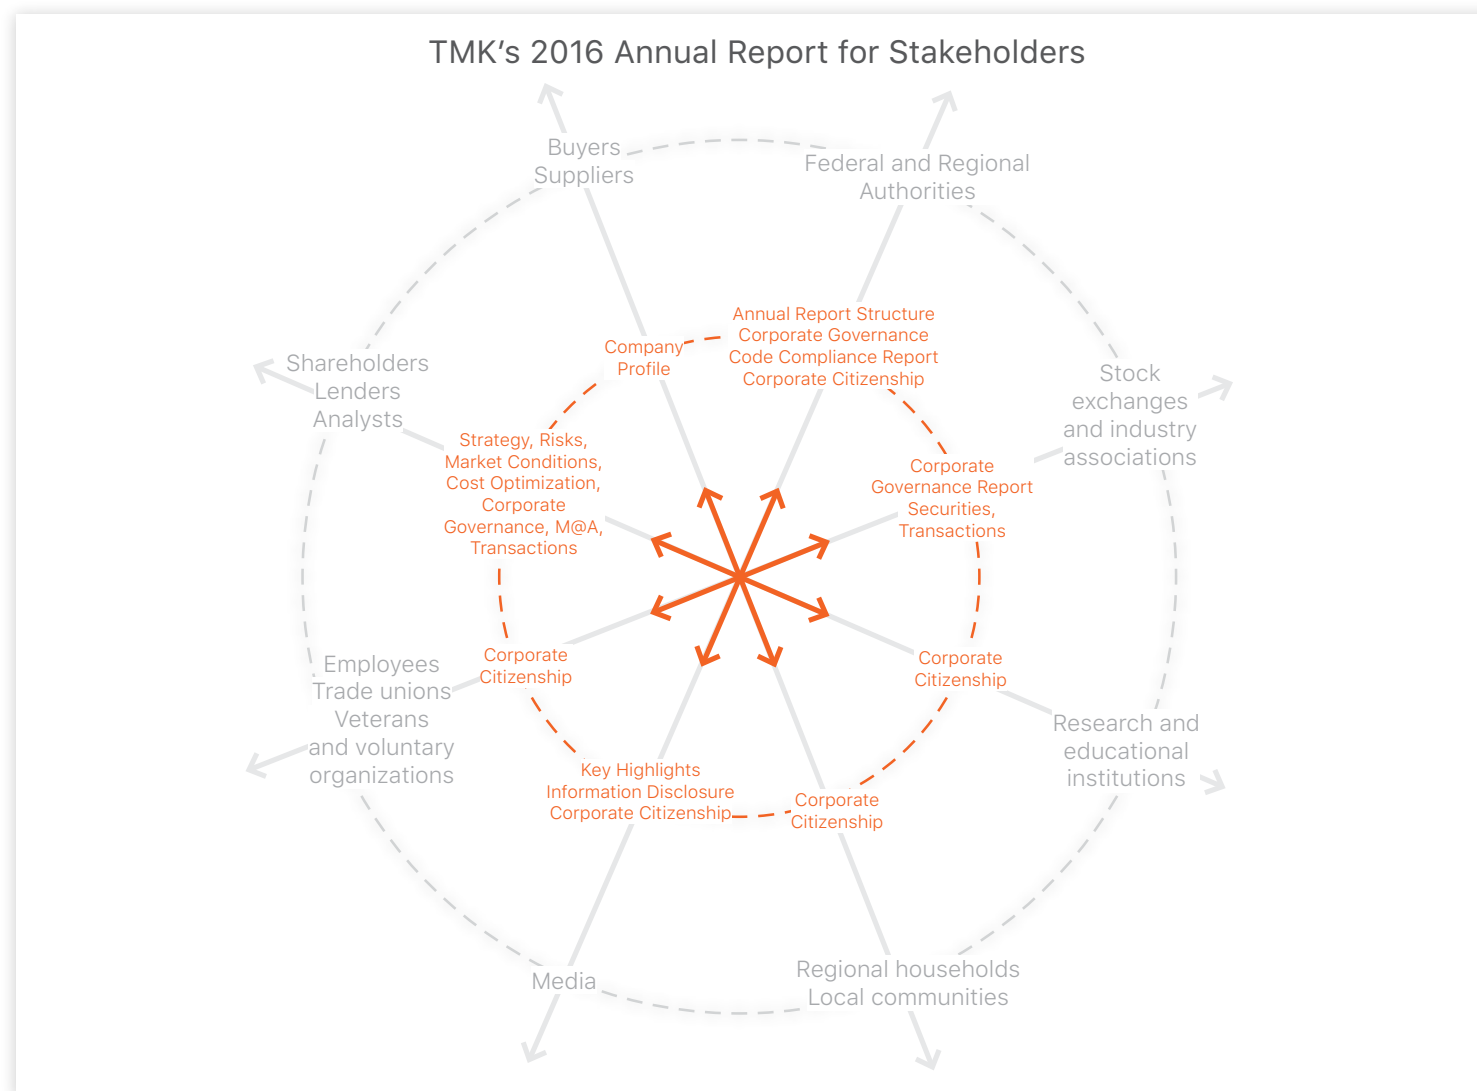 TMK’s 2016 Annual Report for Stakeholders
Buyers
Suppliers
Federal and Regional
Authorities
Annual Report Structure
Corporate Governance
Code Compliance Report
Corporate Citizenship
Company
Profile
Shareholders
Lenders
Analysts
Stock
exchanges
and industry
associations
Strategy, Risks,
Market Conditions,
Cost Optimization,
Corporate
Governance, M@A,
Transactions
Corporate
Governance Report
Securities,
Transactions
Employees
Trade unions
Veterans
and voluntary
organizations
Corporate
Citizenship
Corporate
Citizenship
Research and
educational
institutions
Key Highlights
Information Disclosure
Corporate Citizenship
Corporate
Citizenship
Media
Regional households
Local communities